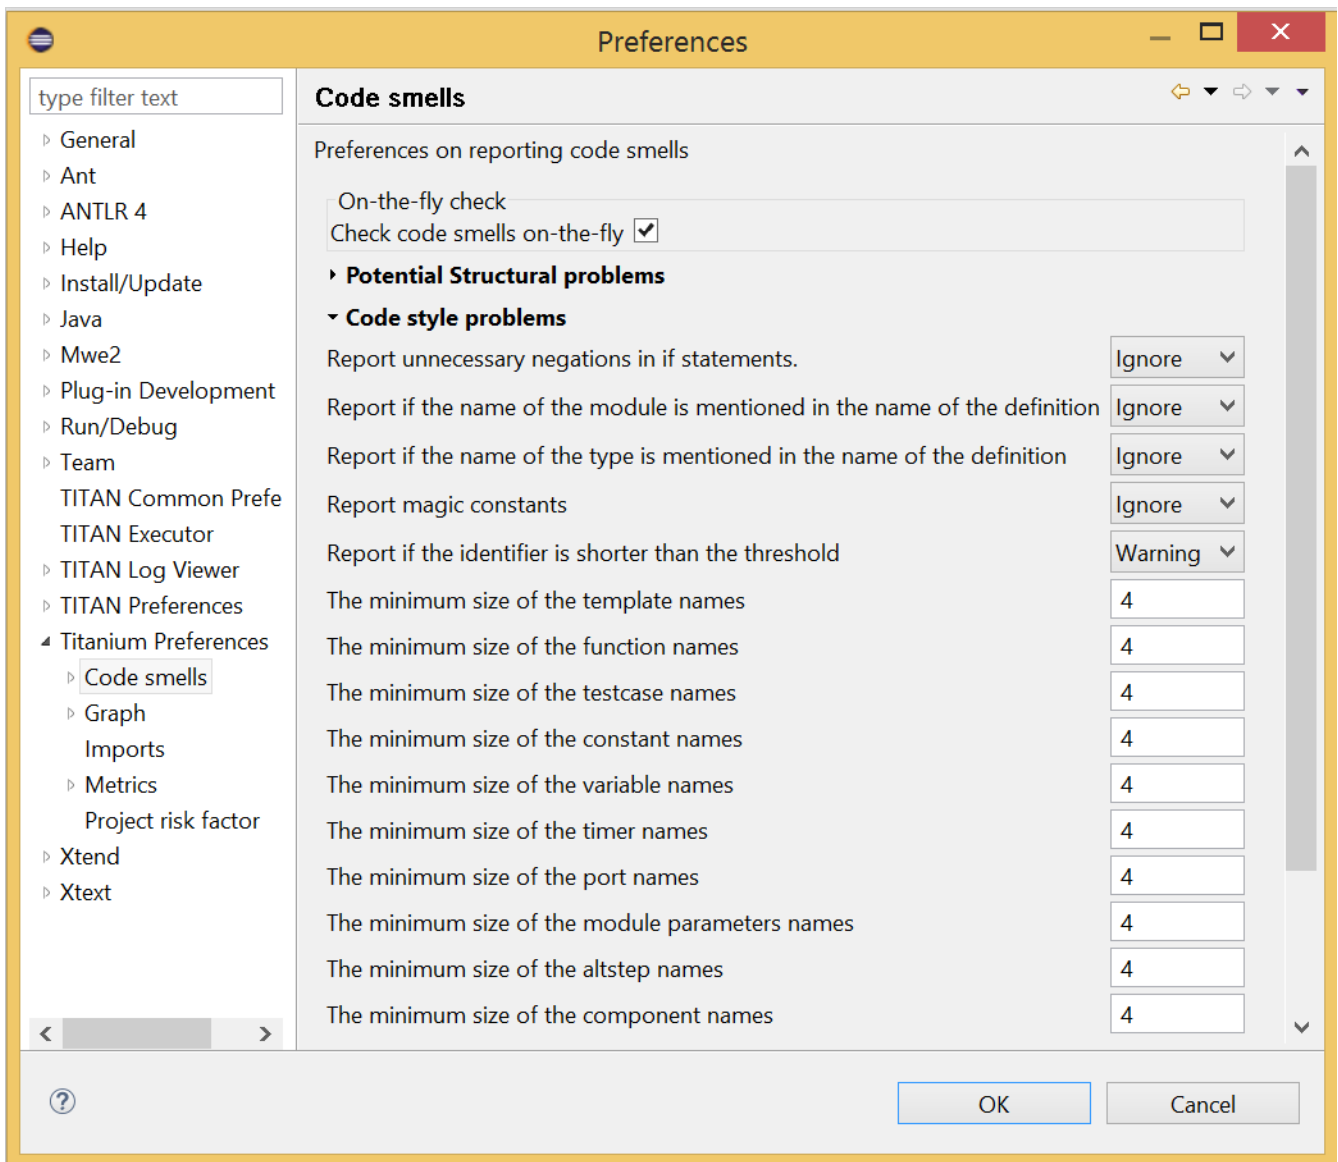 Preferences
type filter text
General
Ant
ANTLR 4
Help
Install/Update
Java
Mwe2
Plug-in Development
Run/Debug
Team
TITAN Common Prefe
TITAN Executor
TITAN Log Viewer
TITAN Preferences
Titanium Preferences
Code smells
Graph
Imports
Metrics
Project risk factor
Xtend
Xtext
Code smells
Preferences on reporting code smells
On-the-fly check
Check code smells on-the-fly
Potential Structural problems
Code style problems
Report unnecessary negations in if statements. Ignore
Report if the name of the module is mentioned in the name of the definition Ignore
Report if the name of the type is mentioned in the name of the definition Ignore
Report magic constants Ignore
Report if the identifier is shorter than the threshold Warning
The minimum size of the template names 4
The minimum size of the function names 4
The minimum size of the testcase names 4
The minimum size of the constant names 4
The minimum size of the variable names 4
The minimum size of the timer names 4
The minimum size of the port names 4
The minimum size of the module parameters names 4
The minimum size of the altstep names 4
The minimum size of the component names 4
? OK Cancel